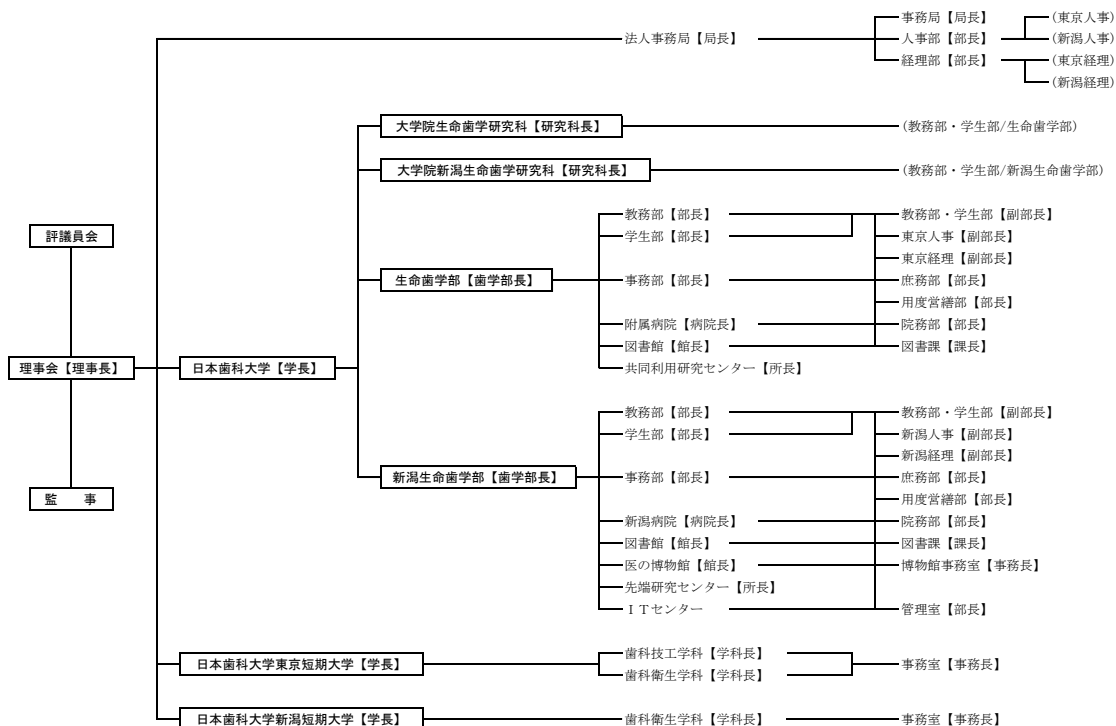 事務局【局長】 (東京人事)
法人事務局【局長】 人事部【部長】 (新潟人事)
経理部【部長】 (東京経理)
(新潟経理)
大学院生命歯学研究科【研究科長】 (教務部・学生部/生命歯学部)
大学院新潟生命歯学研究科【研究科長】 (教務部・学生部/新潟生命歯学部)
教務部【部長】 教務部・学生部【副部長】
評議員会 学生部【部長】 東京人事【副部長】
東京経理【副部長】
生命歯学部【歯学部長】 事務部【部長】 庶務部【部長】
用度営繕部【部長】
附属病院【病院長】 院務部【部長】
図書館【館長】 図書課【課長】
理事会【理事長】 日本歯科大学【学長】 共同利用研究センター【所長】
教務部【部長】 教務部・学生部【副部長】
学生部【部長】 新潟人事【副部長】
新潟経理【副部長】
新潟生命歯学部【歯学部長】 事務部【部長】 庶務部【部長】
監　事 用度営繕部【部長】
新潟病院【病院長】 院務部【部長】
図書館【館長】 図書課【課長】
医の博物館【館長】 博物館事務室【事務長】
先端研究センター【所長】
ＩＴセンター 管理室【部長】
歯科技工学科【学科長】
日本歯科大学東京短期大学【学長】 事務室【事務長】
歯科衛生学科【学科長】
日本歯科大学新潟短期大学【学長】 歯科衛生学科【学科長】 事務室【事務長】